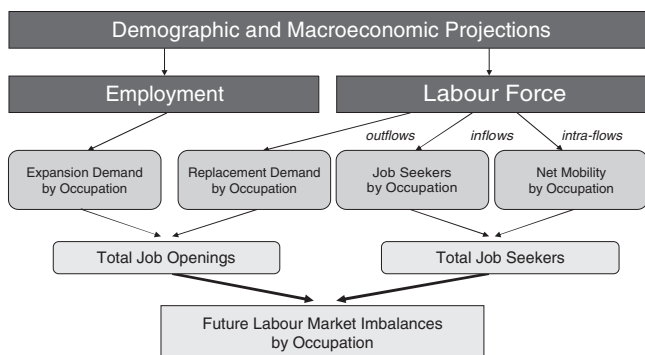 Demographic and Macroeconomic Projections
Employment
Labour Force
outflows
inflows
intra-flows
Expansion Demand
by Occupation
Replacement Demand
by Occupation
Job Seekers
by Occupation
Net Mobility
by Occupation
Total Job Openings
Total Job Seekers
Future Labour Market Imbalances
by Occupation